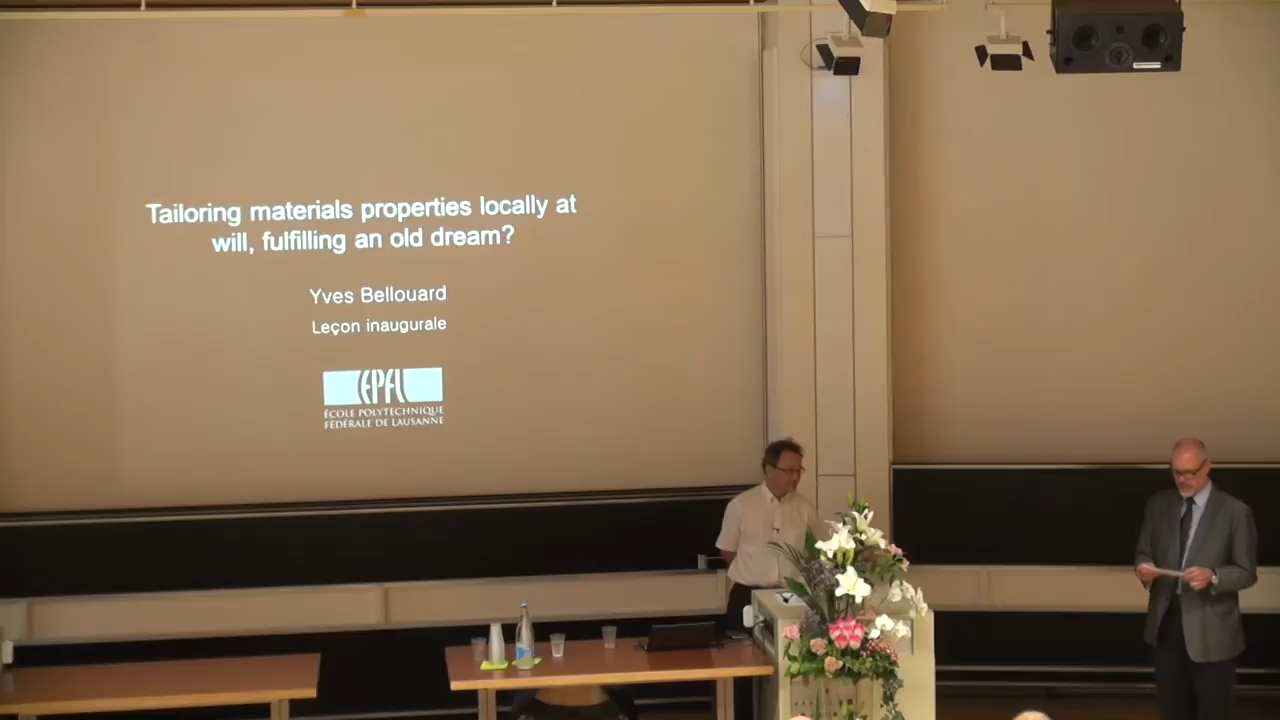 Tailoring materials properties locally at
will, fulfilling an old dream?
Yves Bellouard
Leçon inaugurale
EPFL
ÉCOLE POLYTECHNIQUE
FÉDÉRALE DE LAUSANNE